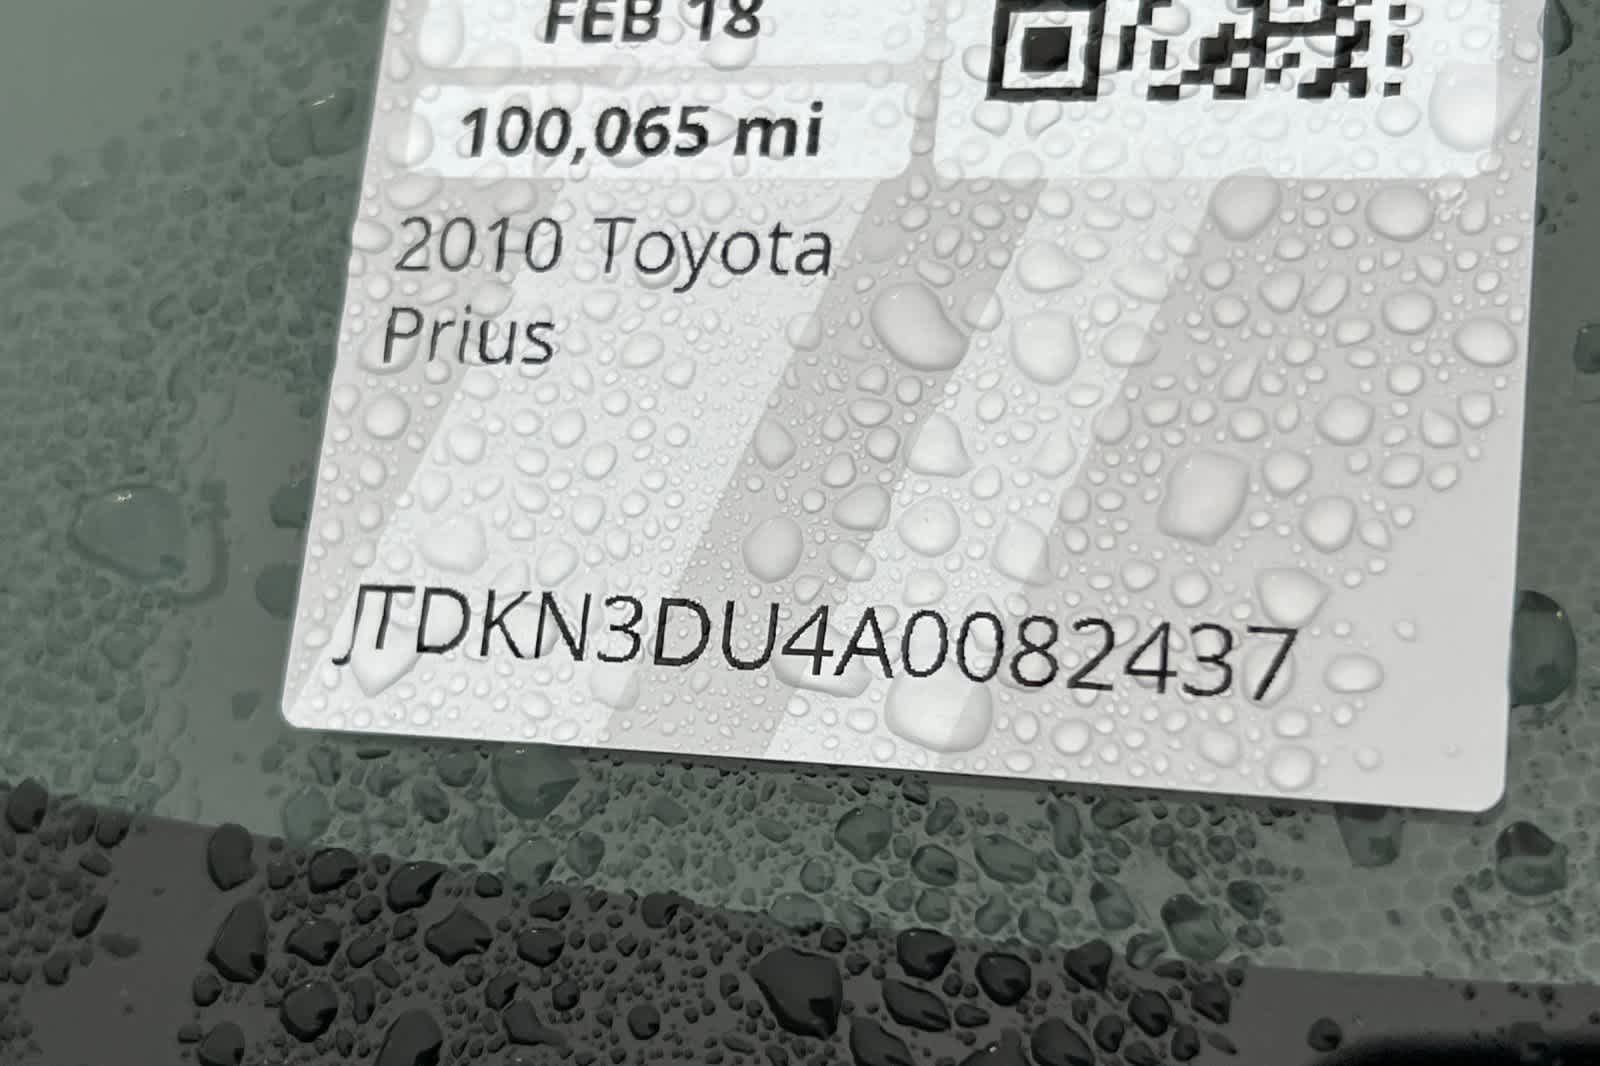 FEB 18
100,065 mi
2010 Toyota
Prius
JTDKN3DU4A0082437